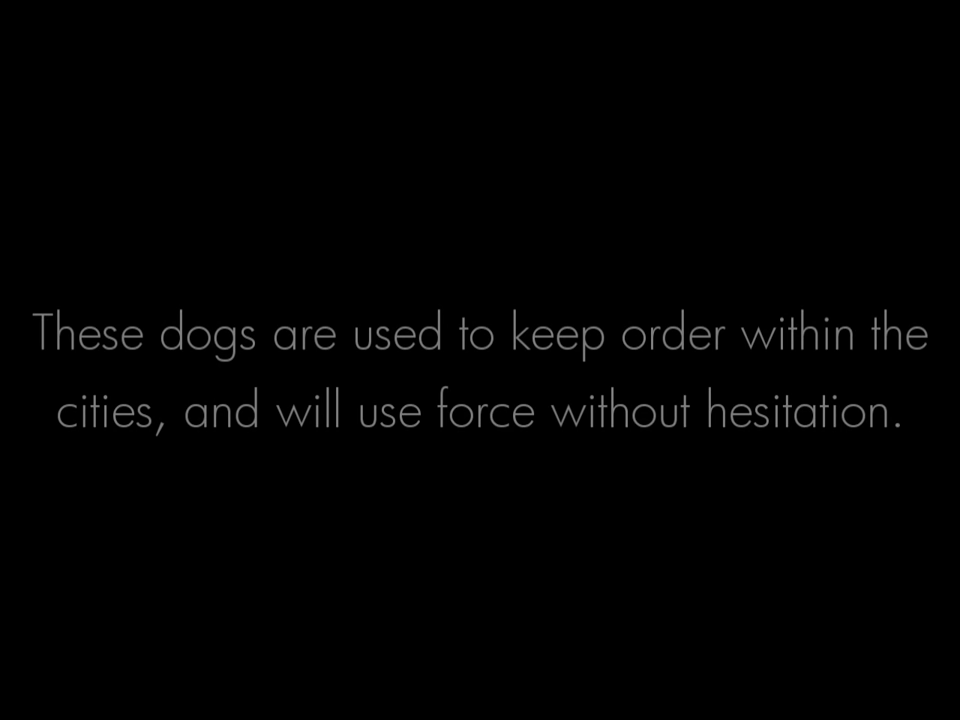 These dogs are used to keep order within the
cities, and will use force without hesitation.